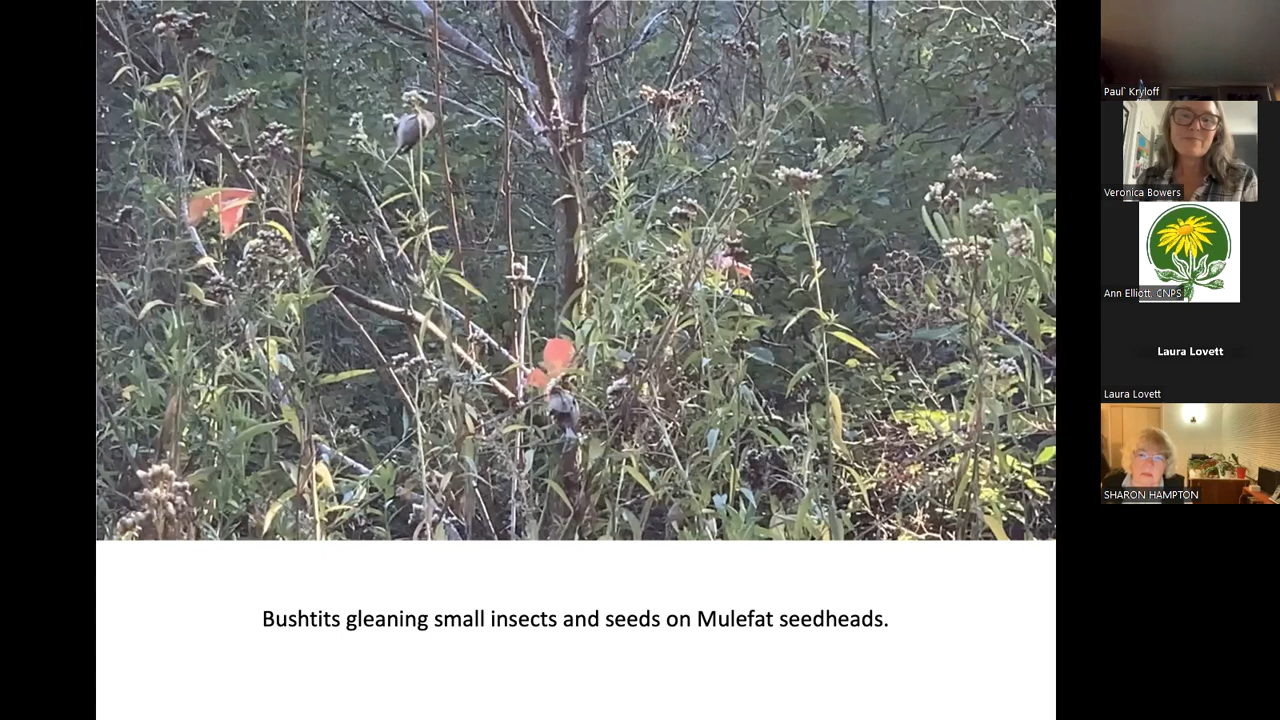 Bushtits gleaning small insects and seeds on Mulefat seedheads.
Paul` Kryloff
Veronica Bowers
Ann Elliott, CNPS
Laura Lovett
Laura Lovett
SHARON HAMPTON